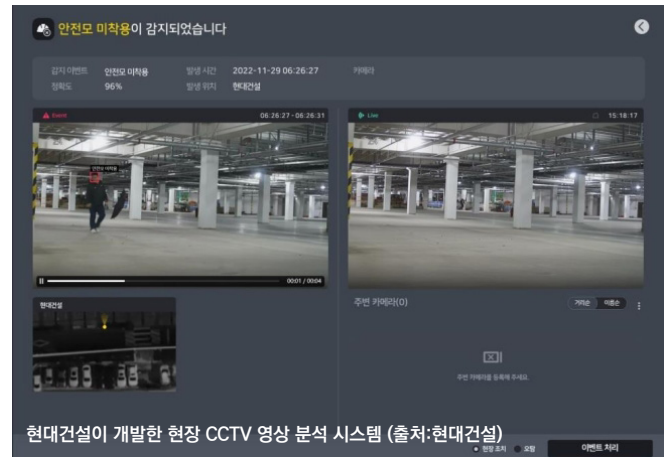 안전모 미착용이 감지되었습니다
감지 이벤트 안전모 미착용 발생 시간 2022-11-29 06:26:27 카메라
정확도 96% 발생 위치 현대건설
Event 06:26:27 - 06:26:31
Live 15:18:17
안전모 미착용
00:01 / 00:04
현대건설
주변 카메라(0) 거리순 이름순
주변 카메라를 등록해 주세요.
현대건설이 개발한 현장 CCTV 영상 분석 시스템 (출처:현대건설)
현장 조치 오탐 이벤트 처리